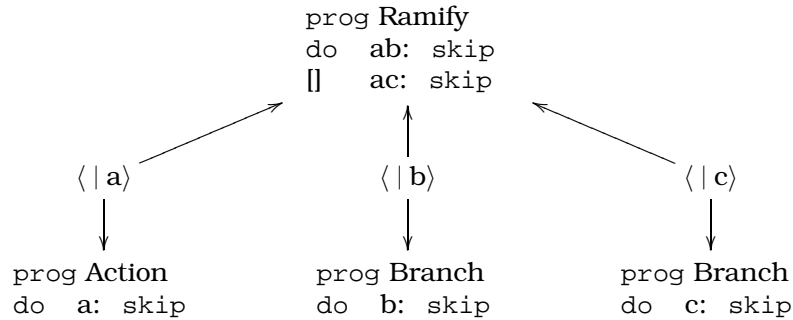 prog Ramify
do ab: skip
[] ac: skip
⟨ | a⟩ ⟨ | b⟩ ⟨ | c⟩
prog Action prog Branch prog Branch
do a: skip do b: skip do c: skip